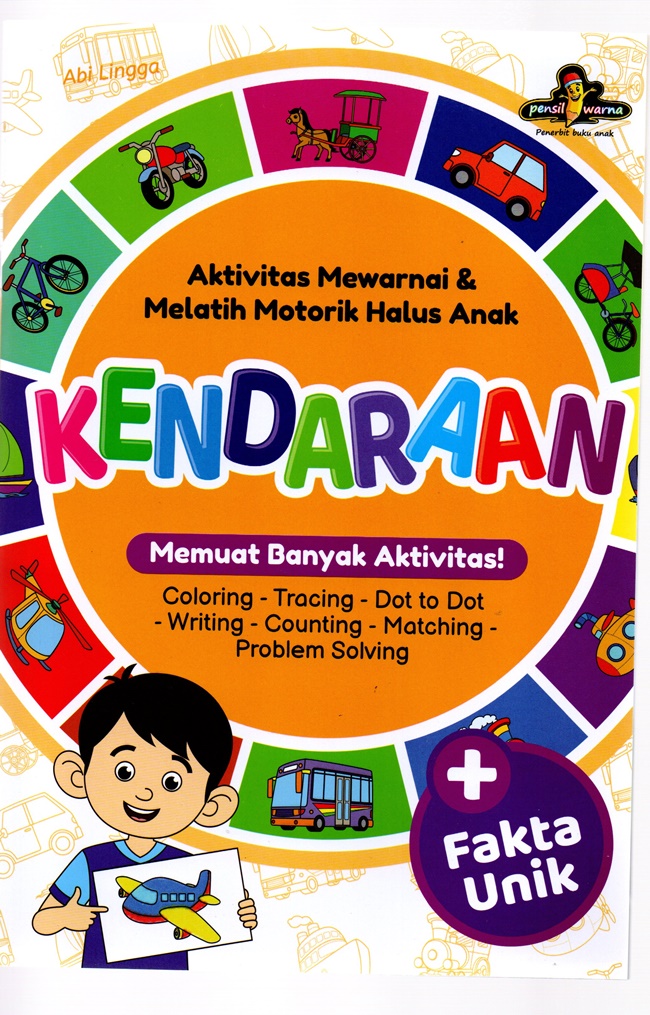 Abi Lingga
pensil warna
Penerbit buku anak
Aktivitas Mewarnai &
Melatih Motorik Halus Anak
KENDARAAN
Memuat Banyak Aktivitas!
Coloring - Tracing - Dot to Dot
- Writing - Counting - Matching -
Problem Solving
+
Fakta
Unik